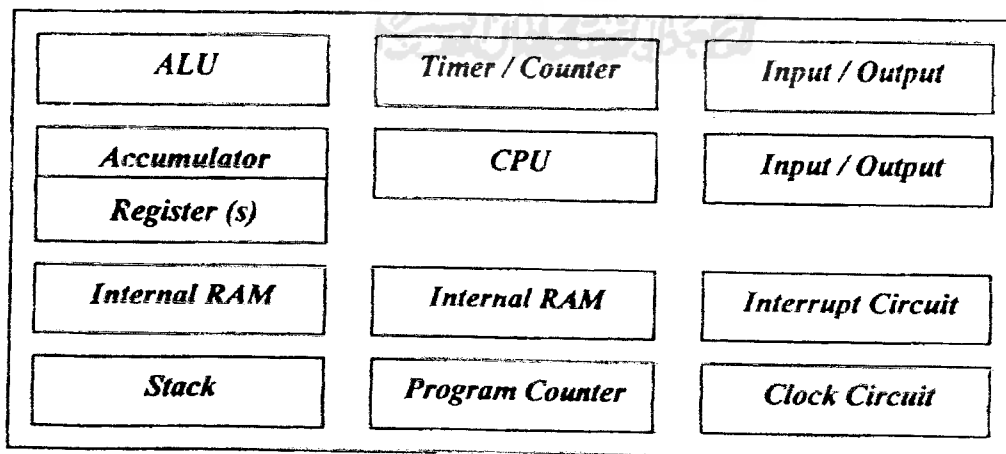 ALU
Timer / Counter
Input / Output
Accumulator
CPU
Input / Output
Register (s)
Internal RAM
Internal RAM
Interrupt Circuit
Stack
Program Counter
Clock Circuit